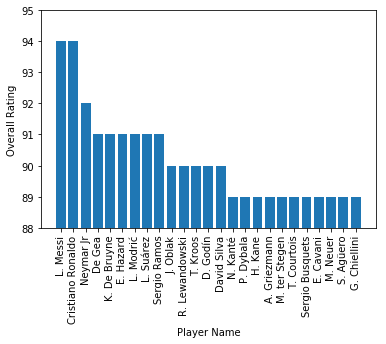 95
94
93
92
91
90
89
88
Overall Rating
L. Messi
Cristiano Ronaldo
Neymar Jr
De Gea
K. De Bruyne
E. Hazard
L. Modrić
L. Suárez
Sergio Ramos
J. Oblak
R. Lewandowski
T. Kroos
D. Godín
David Silva
N. Kanté
P. Dybala
H. Kane
A. Griezmann
M. ter Stegen
T. Courtois
Sergio Busquets
E. Cavani
M. Neuer
S. Agüero
G. Chiellini
Player Name